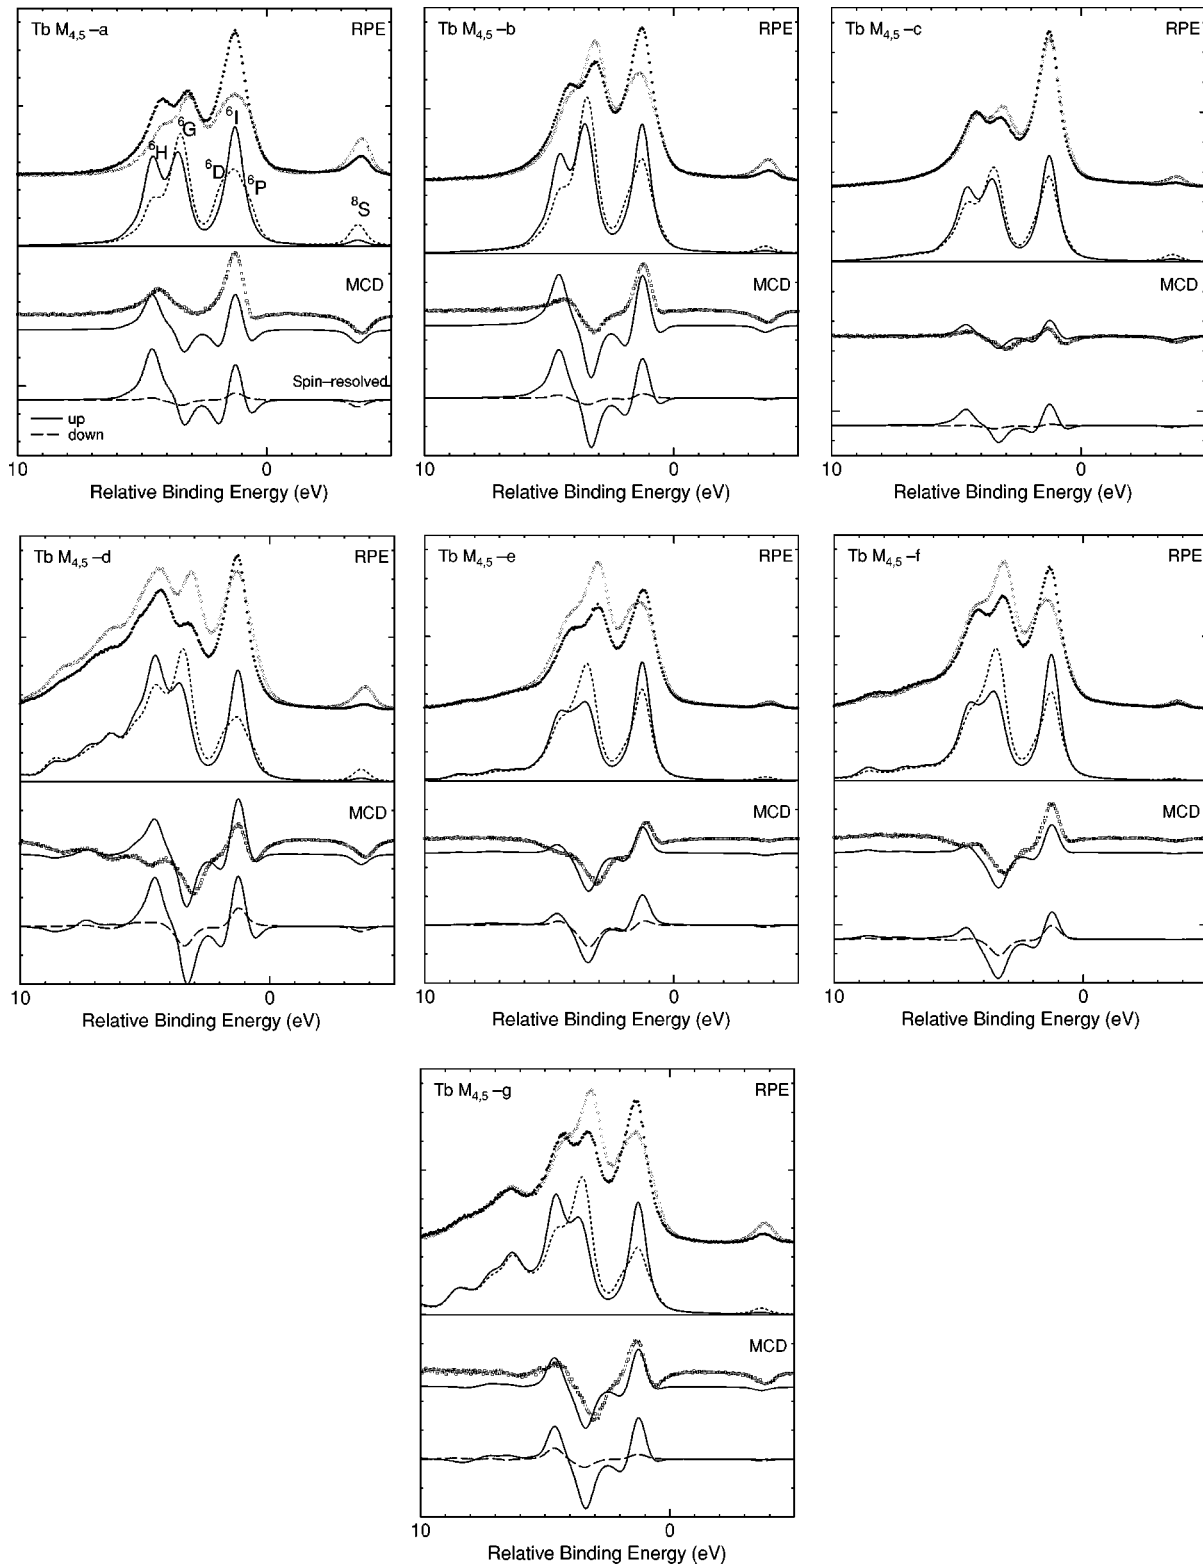 Tb M4,5 –a RPE
6I
6G
6H
6D
6P
8S
MCD
Spin–resolved
up
down
10 0
Relative Binding Energy (eV)
Tb M4,5 –b RPE
MCD
10 0
Relative Binding Energy (eV)
Tb M4,5 –c RPE
MCD
10 0
Relative Binding Energy (eV)
Tb M4,5 –d RPE
MCD
10 0
Relative Binding Energy (eV)
Tb M4,5 –e RPE
MCD
10 0
Relative Binding Energy (eV)
Tb M4,5 –f RPE
MCD
10 0
Relative Binding Energy (eV)
Tb M4,5 –g RPE
MCD
10 0
Relative Binding Energy (eV)